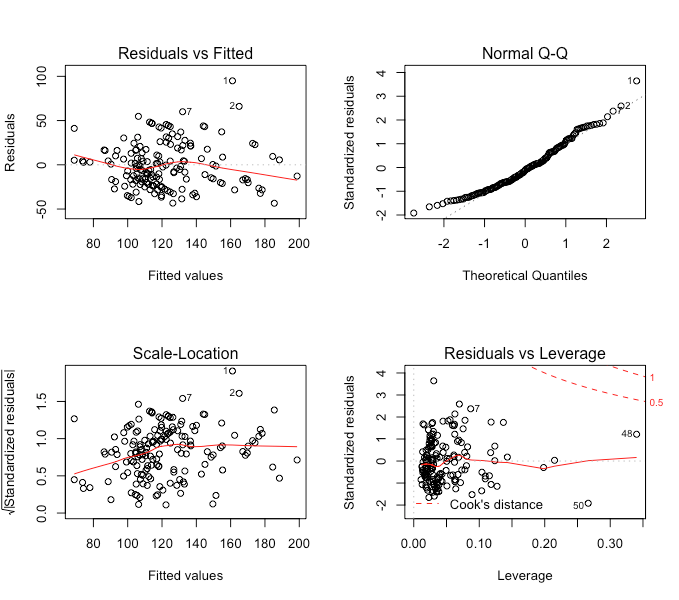 Residuals vs Fitted
Residuals
100
50
0
-50
1
2
7
80 100 120 140 160 180 200
Fitted values
Normal Q-Q
Standardized residuals
4
3
2
1
0
-1
-2
1
2
-2 -1 0 1 2
Theoretical Quantiles
Scale-Location
√|Standardized residuals|
1.5
1.0
0.5
0.0
1
2
7
80 100 120 140 160 180 200
Fitted values
Residuals vs Leverage
Standardized residuals
4
3
2
1
0
-2
1
0.5
7
48
50
Cook's distance
0.00 0.10 0.20 0.30
Leverage